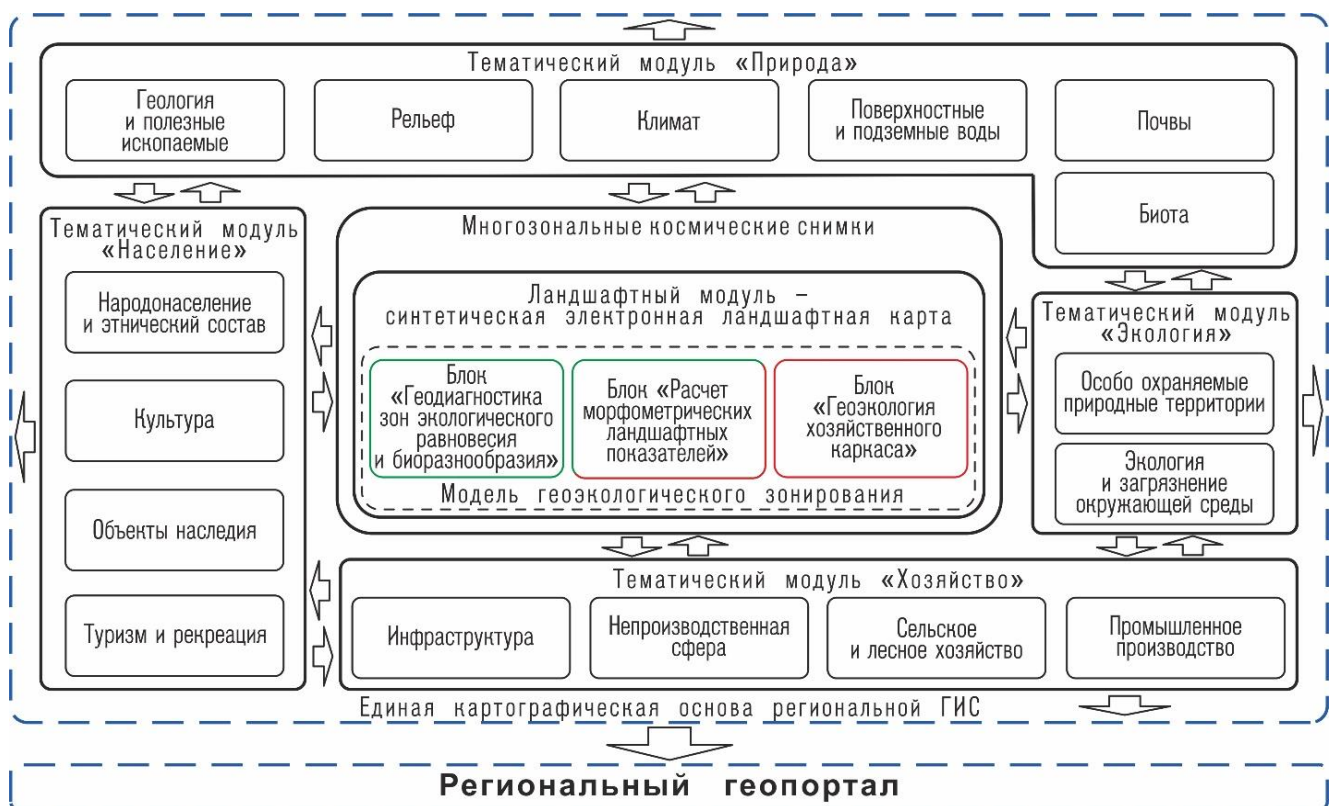 Тематический модуль «Природа»
Геология
и полезные
ископаемые
Рельеф
Климат
Поверхностные
и подземные воды
Почвы
Биота
Тематический модуль
«Население»
Народонаселение
и этнический состав
Культура
Объекты наследия
Туризм и рекреация
Многозональные космические снимки
Ландшафтный модуль –
синтетическая электронная ландшафтная карта
Блок
«Геодиагностика
зон экологического
равновесия
и биоразнообразия»
Блок «Расчет
морфометрических
ландшафтных
показателей»
Блок
«Геоэкология
хозяйственного
каркаса»
Модель геоэкологического зонирования
Тематический модуль
«Экология»
Особо охраняемые
природные территории
Экология
и загрязнение
окружающей среды
Тематический модуль «Хозяйство»
Инфраструктура
Непроизводственная
сфера
Сельское
и лесное хозяйство
Промышленное
производство
Единая картографическая основа региональной ГИС
Региональный геопортал